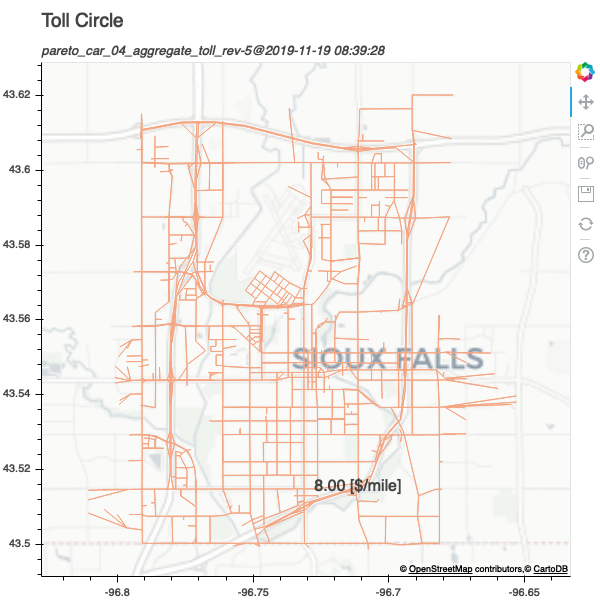 Toll Circle
pareto_car_04_aggregate_toll_rev-5@2019-11-19 08:39:28
43.62
43.6
43.58
43.56
SIOUX FALLS
43.54
43.52
8.00 [$/mile]
43.5
© OpenStreetMap contributors,© CartoDB
-96.8
-96.75
-96.7
-96.65